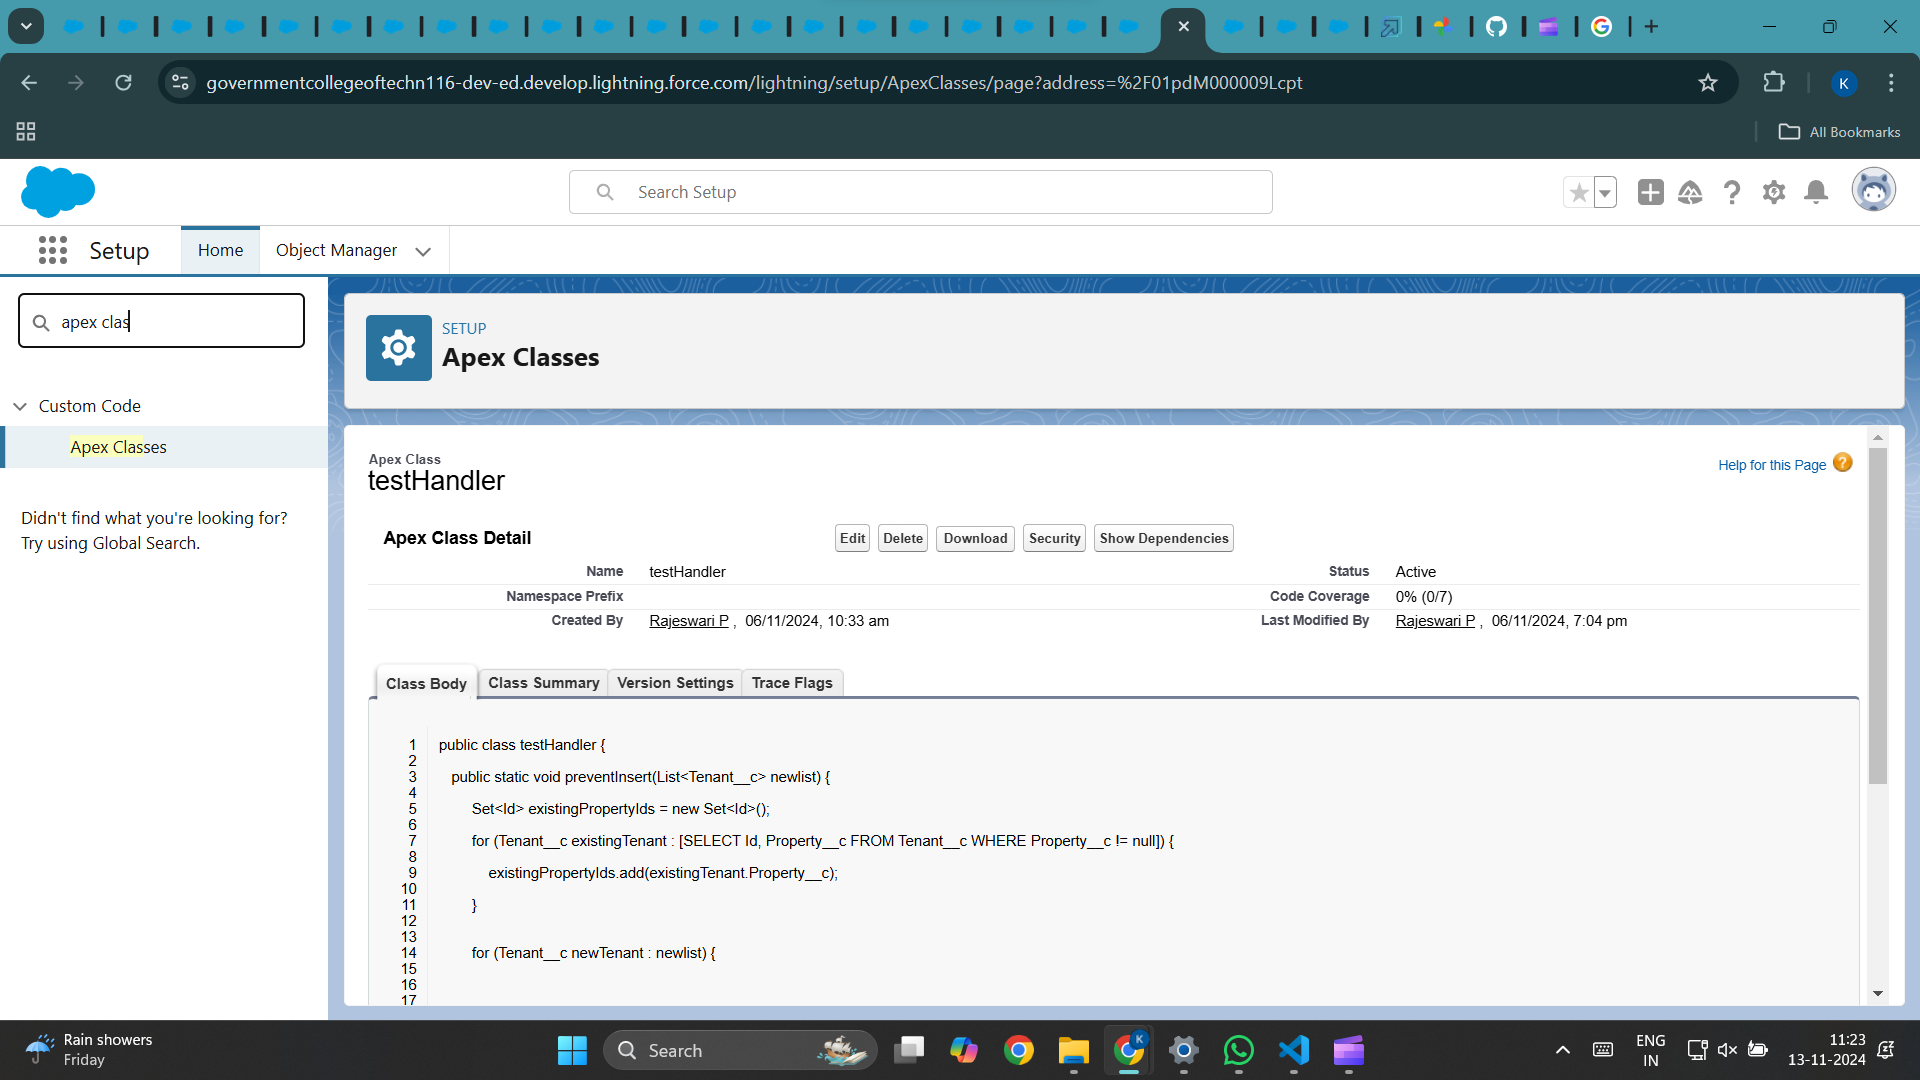 governmentcollegeoftechn116-dev-ed.develop.lightning.force.com/lightning/setup/ApexClasses/page?address=%2F01pdM000009Lcpt
K
All Bookmarks
Search Setup
Setup
Home
Object Manager
apex clas
Custom Code
Apex Classes
Didn't find what you're looking for?
Try using Global Search.
SETUP
Apex Classes
Apex Class
testHandler
Help for this Page ?
Apex Class Detail
Edit Delete Download Security Show Dependencies
Name testHandler Status Active
Namespace Prefix Code Coverage 0% (0/7)
Created By Rajeswari P , 06/11/2024, 10:33 am Last Modified By Rajeswari P , 06/11/2024, 7:04 pm
Class Body Class Summary Version Settings Trace Flags
1 public class testHandler {
2
3 public static void preventInsert(List<Tenant__c> newlist) {
4
5 Set<Id> existingPropertyIds = new Set<Id>();
6
7 for (Tenant__c existingTenant : [SELECT Id, Property__c FROM Tenant__c WHERE Property__c != null]) {
8
9 existingPropertyIds.add(existingTenant.Property__c);
10
11 }
12
13
14 for (Tenant__c newTenant : newlist) {
15
16
17
Rain showers
Friday
Search
K
ENG
IN
11:23
13-11-2024